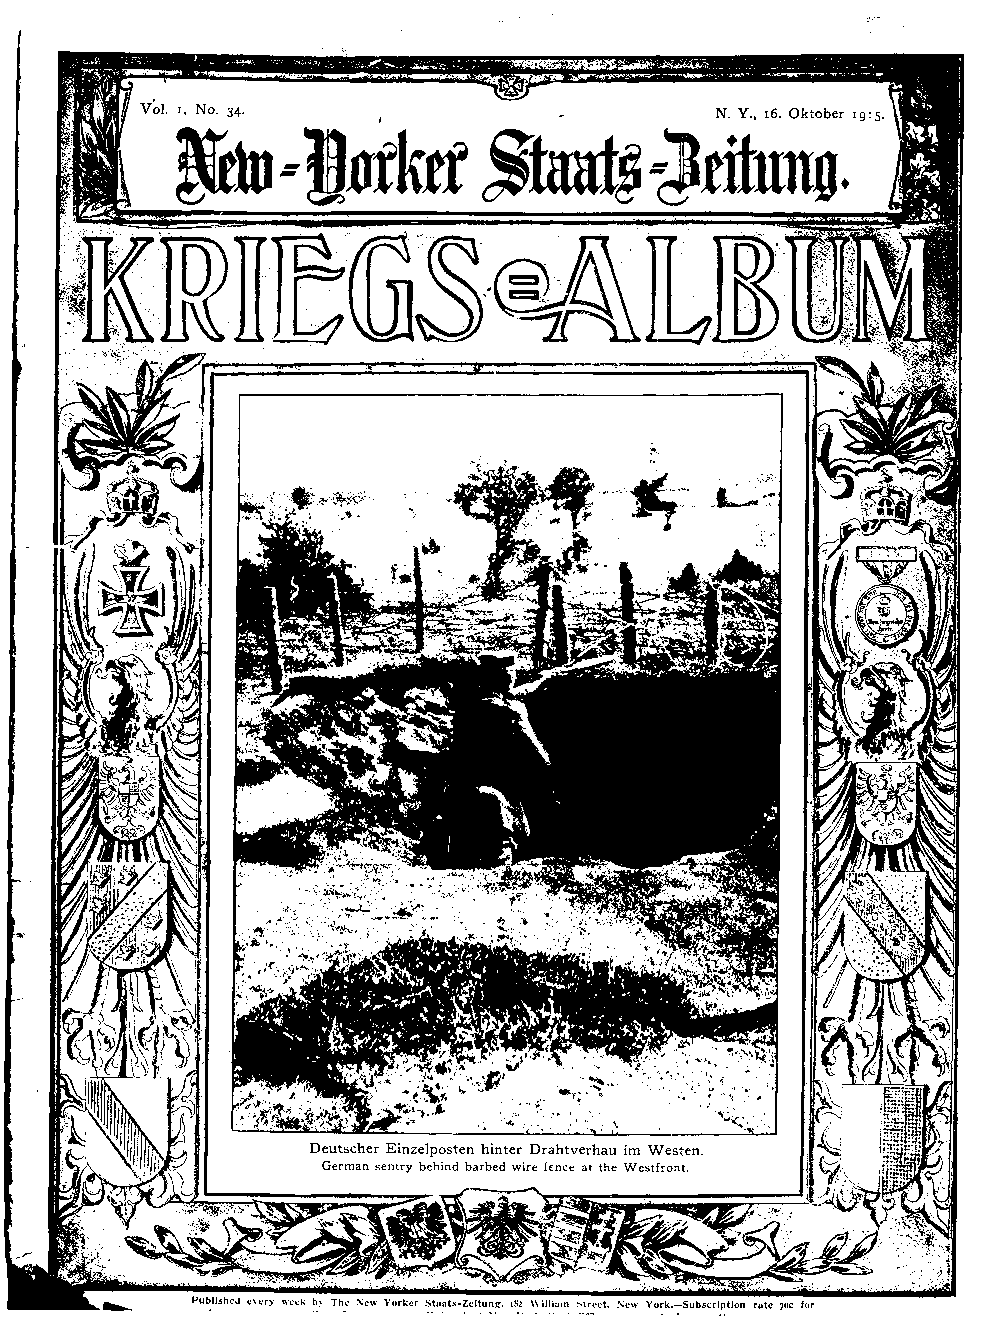 Vol. 1, No. 34.
N. Y., 16. Oktober 1915.
New-Yorker Staats-Zeitung.
KRIEGS=ALBUM
Deutscher Einzelposten hinter Drahtverhau im Westen.
German sentry behind barbed wire fence at the Westfront.
Published every week by The New Yorker Staats-Zeitung, 182 William Street, New York.—Subscription rate 70c for